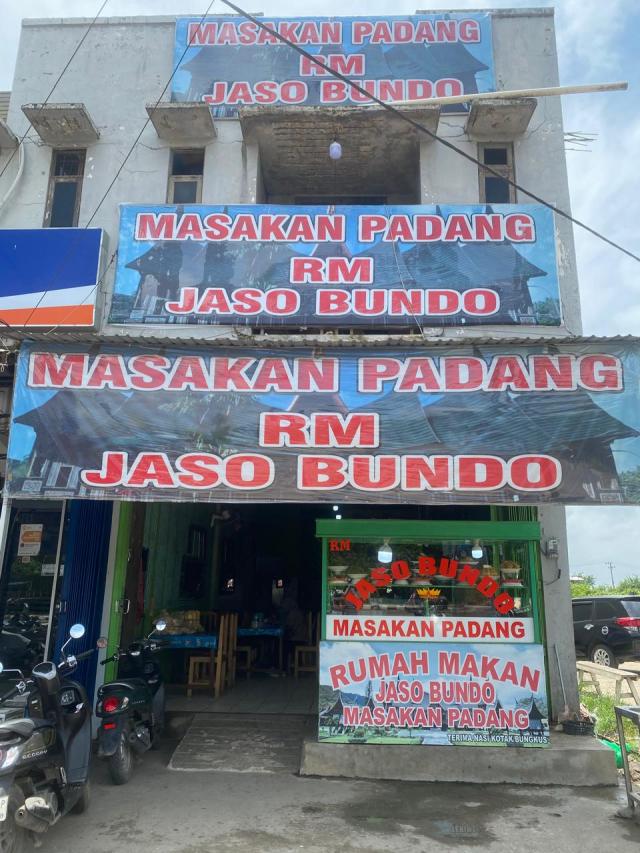 MASAKAN PADANG
RM
JASO BUNDO
MASAKAN PADANG
RM
JASO BUNDO
MASAKAN PADANG
RM
JASO BUNDO
RM
JASO BUNDO
MASAKAN PADANG
RUMAH MAKAN
JASO BUNDO
MASAKAN PADANG
TERIMA NASI KOTAK BUNGKUS